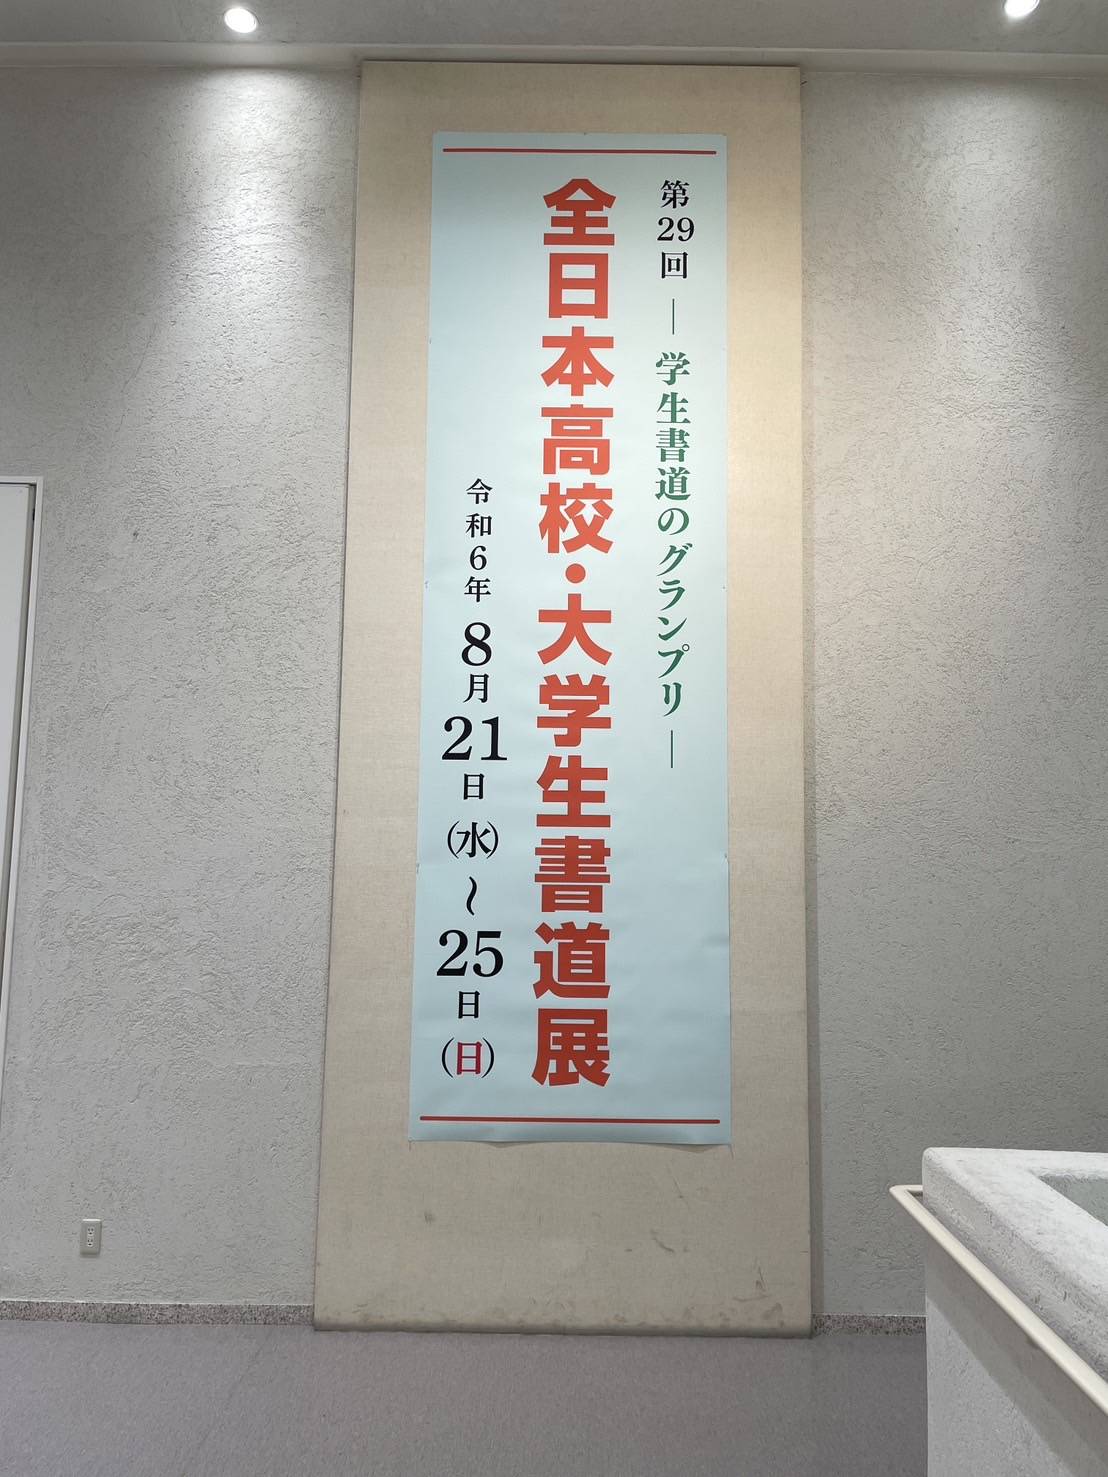 第29回 ― 学生書道のグランプリ ―
全日本高校・大学生書道展
令和6年 8月21日(水)~25日(日)